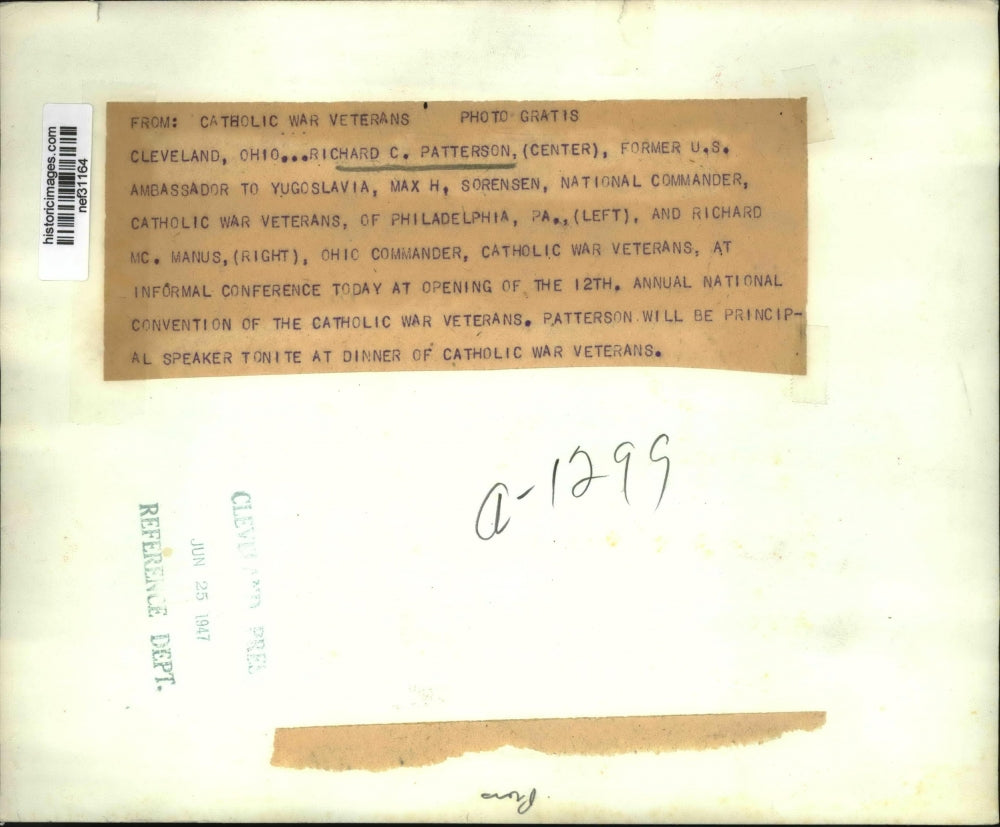 FROM: CATHOLIC WAR VETERANS PHOTO GRATIS
CLEVELAND, OHIO...RICHARD C. PATTERSON,(CENTER), FORMER U.S.
AMBASSADOR TO YUGOSLAVIA, MAX H, SORENSEN, NATIONAL COMMANDER,
CATHOLIC WAR VETERANS, OF PHILADELPHIA, PA.,(LEFT), AND RICHARD
MC. MANUS,(RIGHT), OHIO COMMANDER, CATHOLIC WAR VETERANS, AT
INFORMAL CONFERENCE TODAY AT OPENING OF THE 12TH. ANNUAL NATIONAL
CONVENTION OF THE CATHOLIC WAR VETERANS. PATTERSON WILL BE PRINCIP-
AL SPEAKER TONITE AT DINNER OF CATHOLIC WAR VETERANS.
historicimages.com
nef31164
a-1299
JUN 25 1947
REFERENCE DEPT.